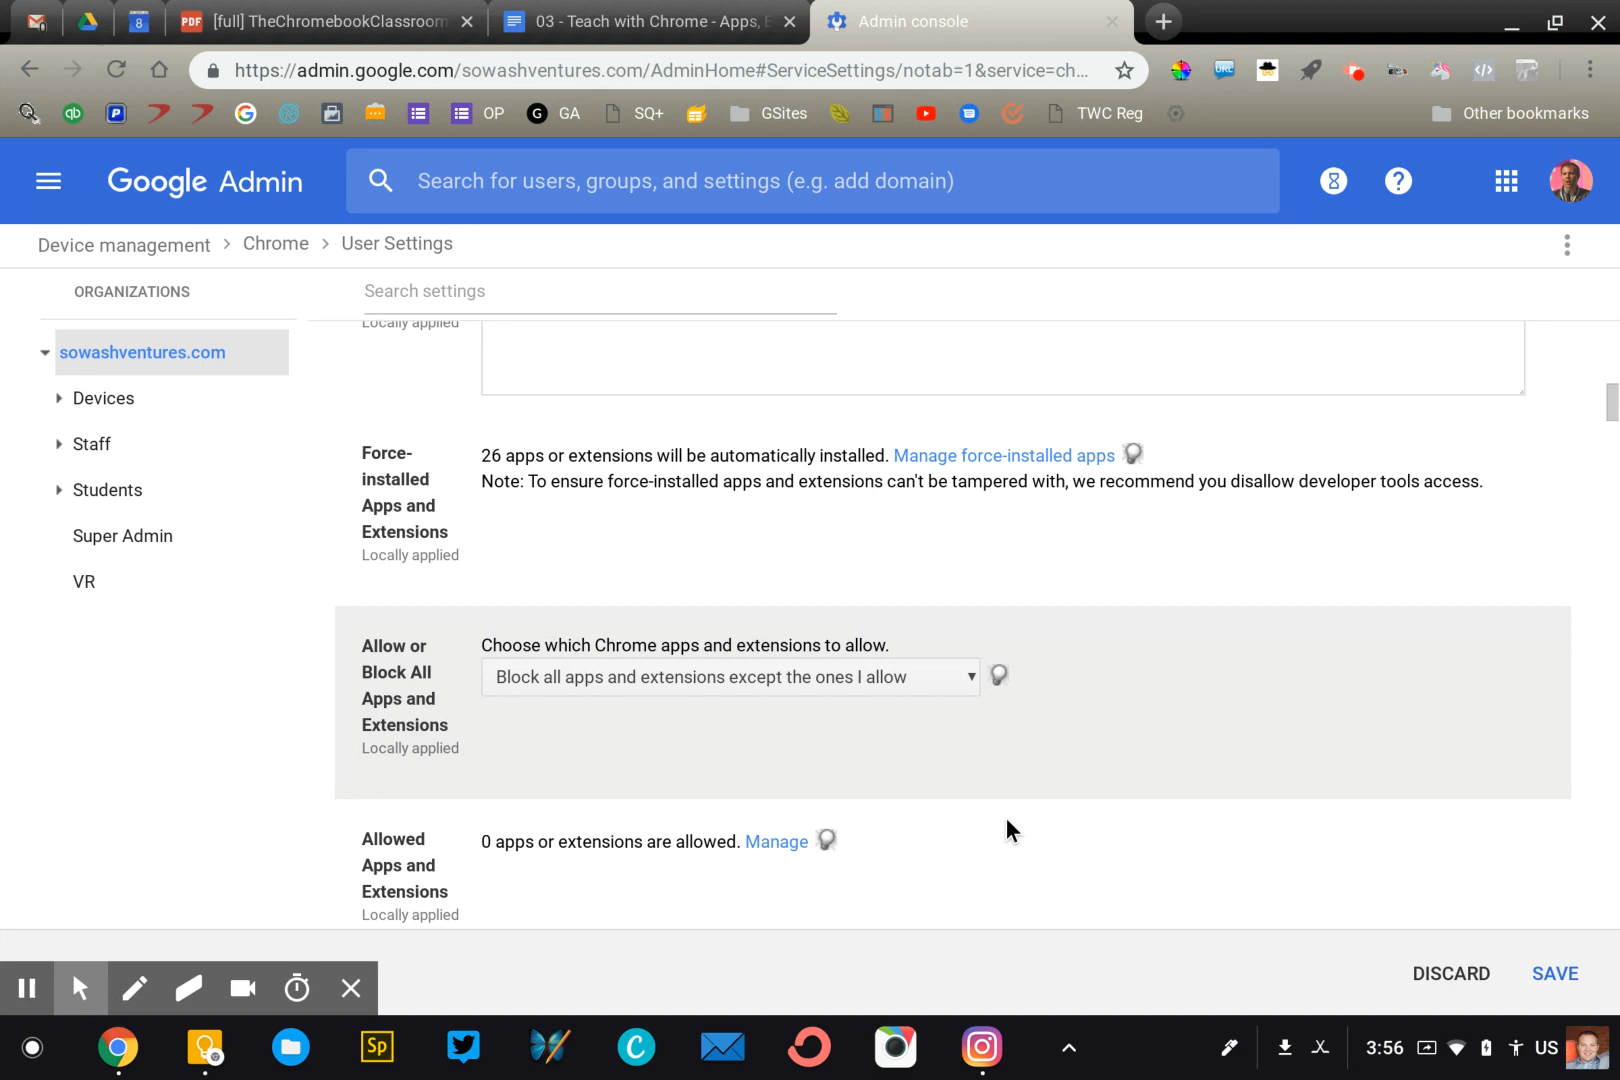 [full] TheChromebookClassroom
03 - Teach with Chrome - Apps, E
Admin console
https://admin.google.com/sowashventures.com/AdminHome#ServiceSettings/notab=1&service=ch...
OP
GA
SQ+
GSites
TWC Reg
Other bookmarks
Google Admin
Search for users, groups, and settings (e.g. add domain)
Device management > Chrome > User Settings
ORGANIZATIONS
Search settings
sowashventures.com
Devices
Staff
Students
Super Admin
VR
Locally applied
Force-
installed
Apps and
Extensions
Locally applied
26 apps or extensions will be automatically installed. Manage force-installed apps
Note: To ensure force-installed apps and extensions can't be tampered with, we recommend you disallow developer tools access.
Allow or
Block All
Apps and
Extensions
Locally applied
Choose which Chrome apps and extensions to allow.
Block all apps and extensions except the ones I allow
Allowed
Apps and
Extensions
Locally applied
0 apps or extensions are allowed. Manage
DISCARD
SAVE
3:56
US